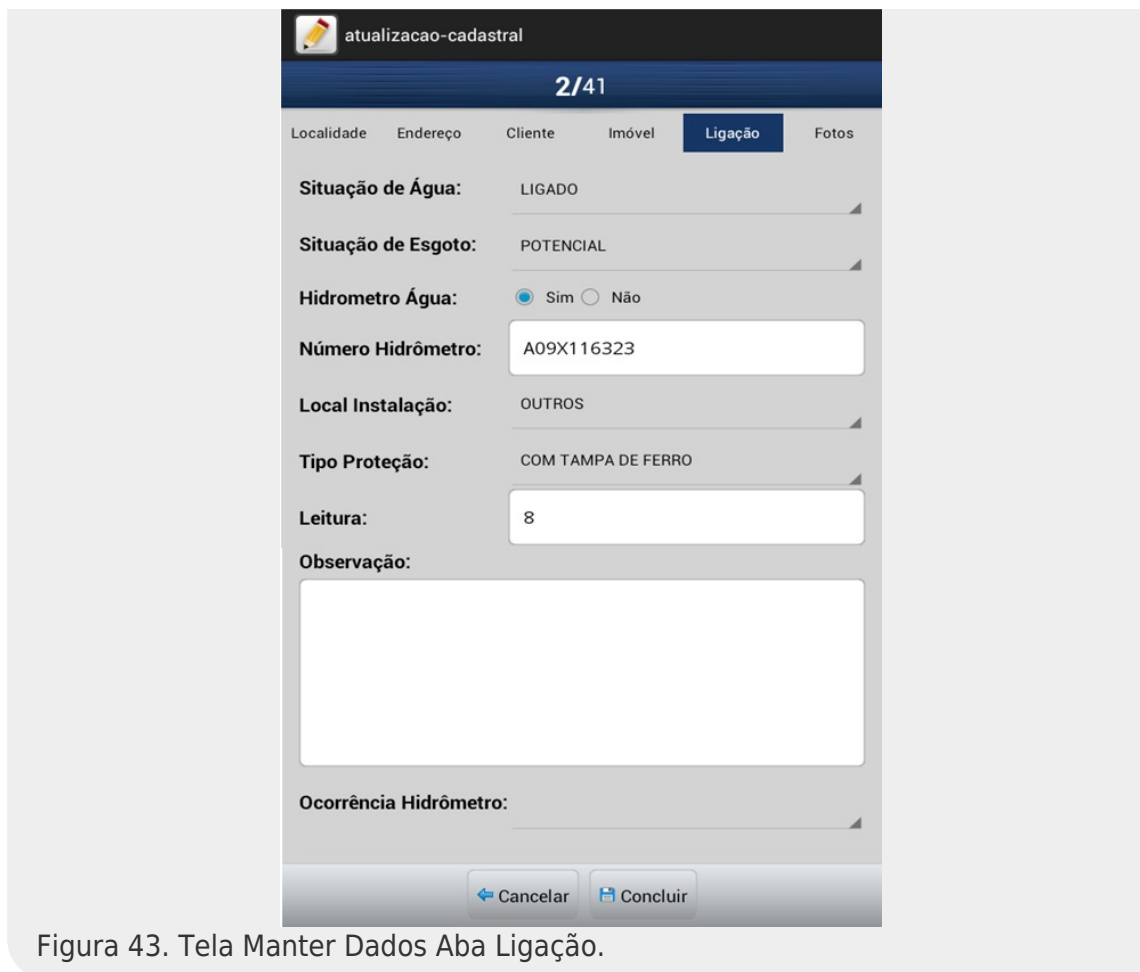 atualizacao-cadastral
2/41
Localidade Endereço Cliente Imóvel Ligação Fotos
Situação de Água: LIGADO
Situação de Esgoto: POTENCIAL
Hidrometro Água: Sim Não
Número Hidrômetro: A09X116323
Local Instalação: OUTROS
Tipo Proteção: COM TAMPA DE FERRO
Leitura: 8
Observação:
Ocorrência Hidrômetro:
Cancelar Concluir
Figura 43. Tela Manter Dados Aba Ligação.